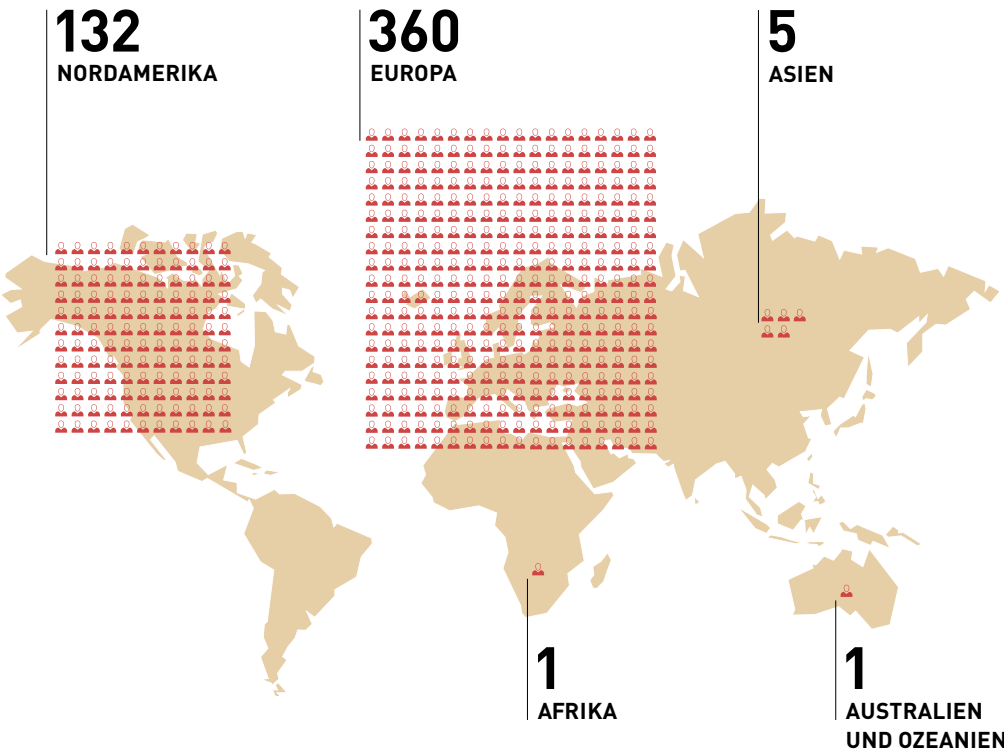 132
NORDAMERIKA
360
EUROPA
5
ASIEN
1
AFRIKA
1
AUSTRALIEN
UND OZEANIEN